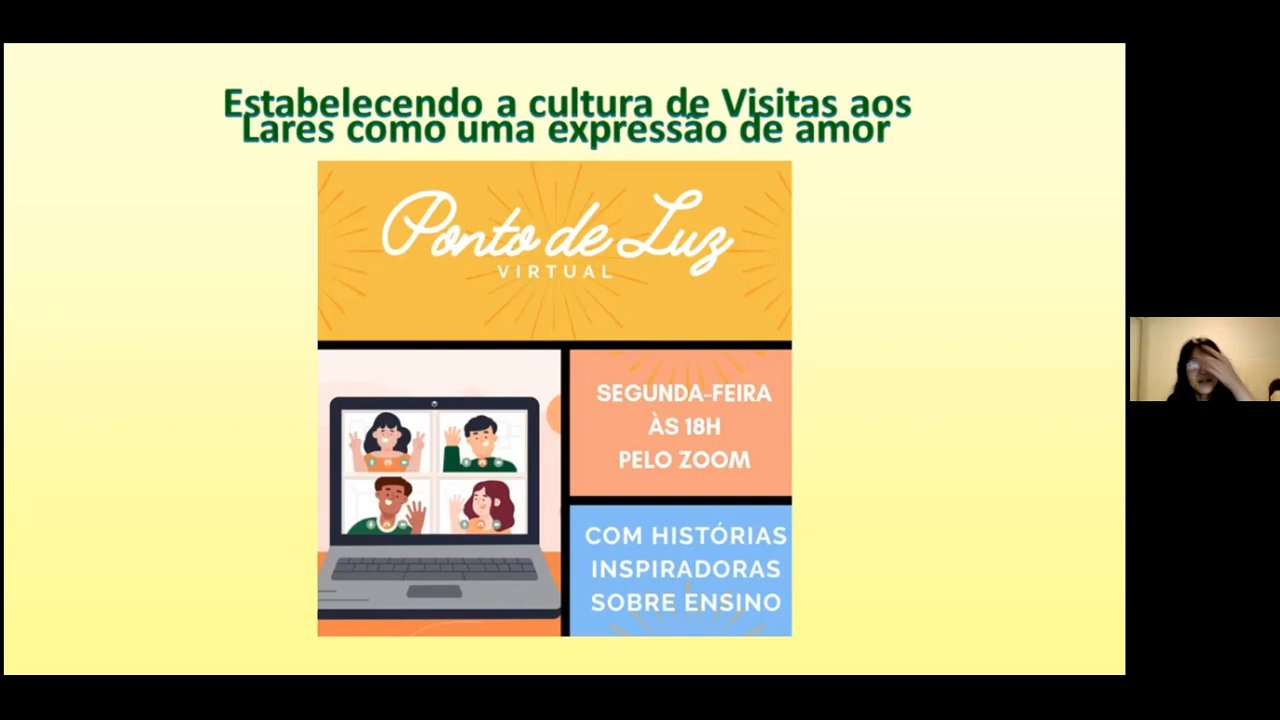 Estabelecendo a cultura de Visitas aos
Lares como uma expressão de amor
Ponto de Luz
VIRTUAL
SEGUNDA-FEIRA
ÀS 18H
PELO ZOOM
COM HISTÓRIAS
INSPIRADORAS
SOBRE ENSINO